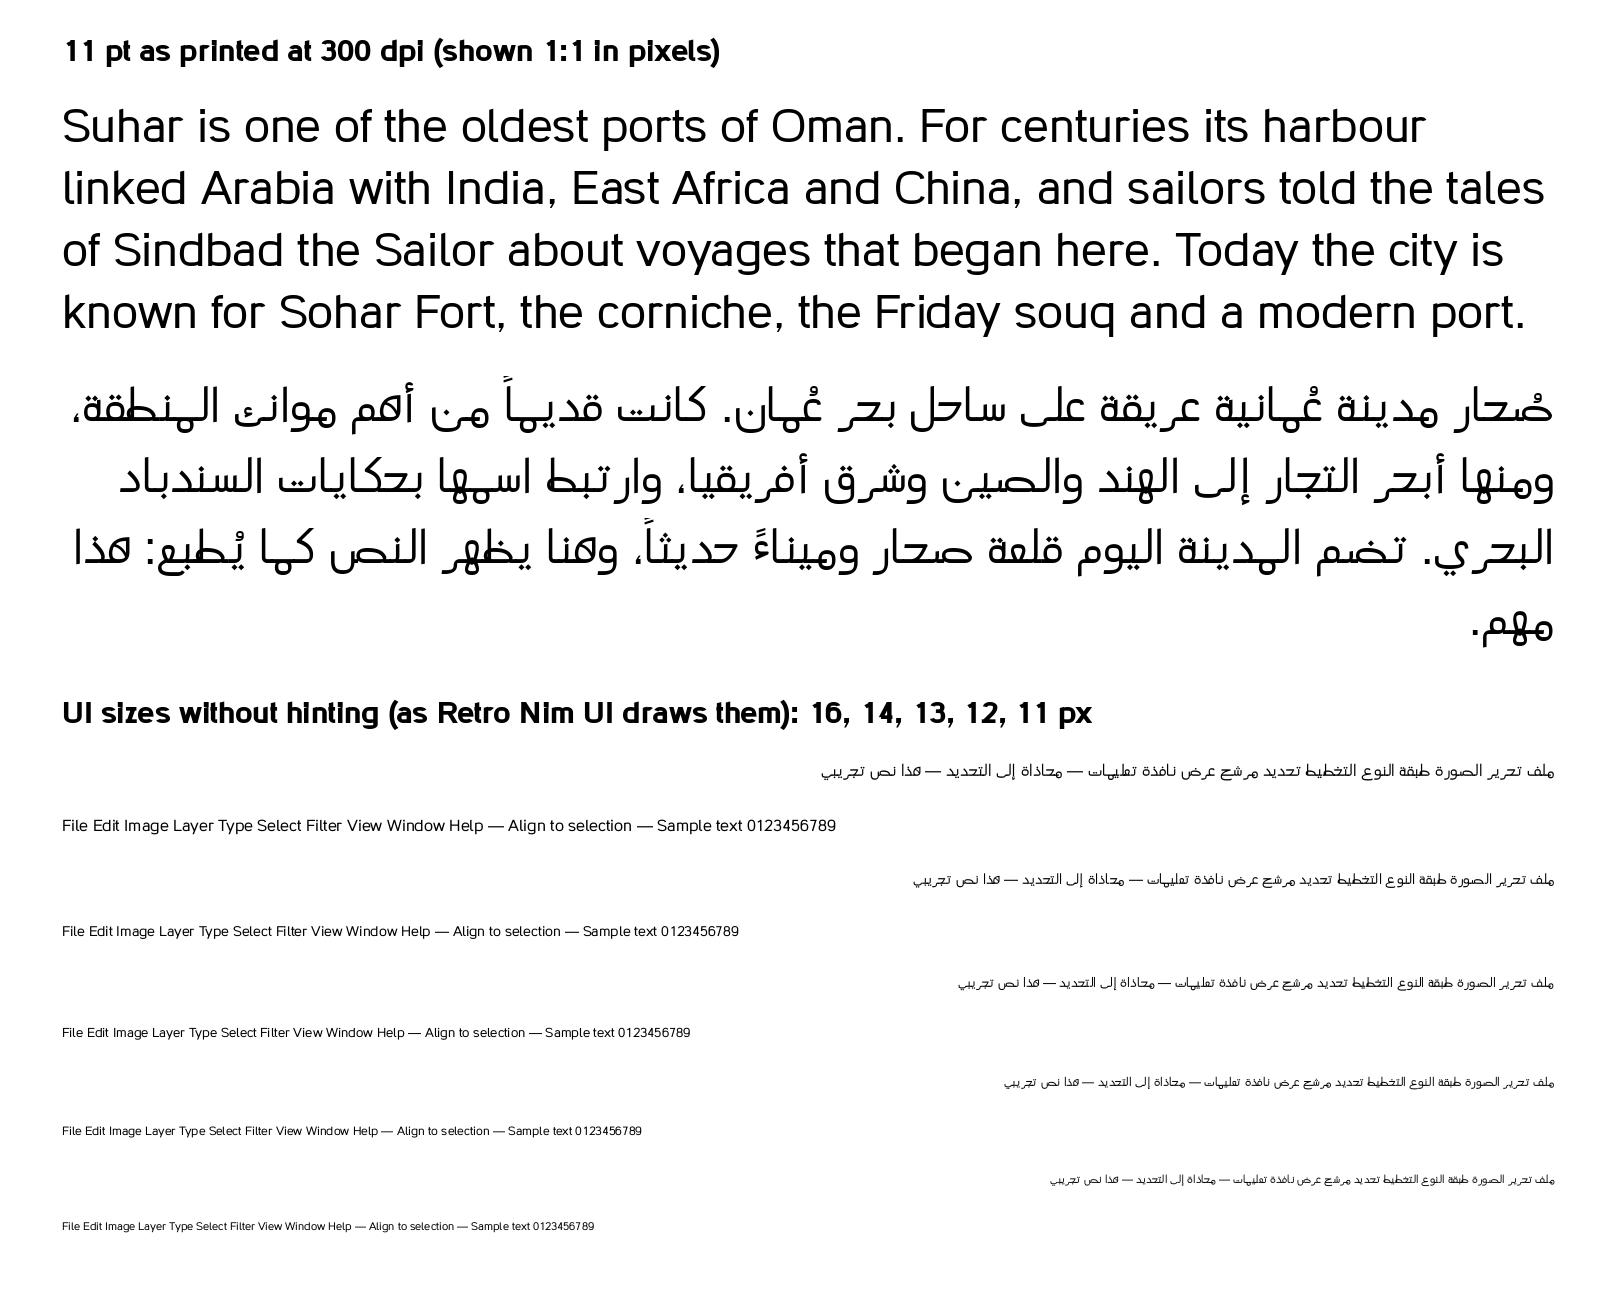 11 pt as printed at 300 dpi (shown 1:1 in pixels)
Suhar is one of the oldest ports of Oman. For centuries its harbour
linked Arabia with India, East Africa and China, and sailors told the tales
of Sindbad the Sailor about voyages that began here. Today the city is
known for Sohar Fort, the corniche, the Friday souq and a modern port.
صُحار مدينة عُمانية عريقة على ساحل بحر عُمان. كانت قديماً من أهم موانئ المنطقة،
ومنها أبحر التجار إلى الهند والصين وشرق أفريقيا، وارتبط اسمها بحكايات السندباد
البحري. تضم المدينة اليوم قلعة صحار وميناءً حديثاً، وهنا يظهر النص كما يُطبع: هذا
مهم.
UI sizes without hinting (as Retro Nim UI draws them): 16, 14, 13, 12, 11 px
ملف تحرير الصورة طبقة النوع التخطيط تحديد مرشح عرض نافذة تعليمات — محاذاة إلى التحديد — هذا نص تجريبي
File Edit Image Layer Type Select Filter View Window Help — Align to selection — Sample text 0123456789
ملف تحرير الصورة طبقة النوع التخطيط تحديد مرشح عرض نافذة تعليمات — محاذاة إلى التحديد — هذا نص تجريبي
File Edit Image Layer Type Select Filter View Window Help — Align to selection — Sample text 0123456789
ملف تحرير الصورة طبقة النوع التخطيط تحديد مرشح عرض نافذة تعليمات — محاذاة إلى التحديد — هذا نص تجريبي
File Edit Image Layer Type Select Filter View Window Help — Align to selection — Sample text 0123456789
ملف تحرير الصورة طبقة النوع التخطيط تحديد مرشح عرض نافذة تعليمات — محاذاة إلى التحديد — هذا نص تجريبي
File Edit Image Layer Type Select Filter View Window Help — Align to selection — Sample text 0123456789
ملف تحرير الصورة طبقة النوع التخطيط تحديد مرشح عرض نافذة تعليمات — محاذاة إلى التحديد — هذا نص تجريبي
File Edit Image Layer Type Select Filter View Window Help — Align to selection — Sample text 0123456789